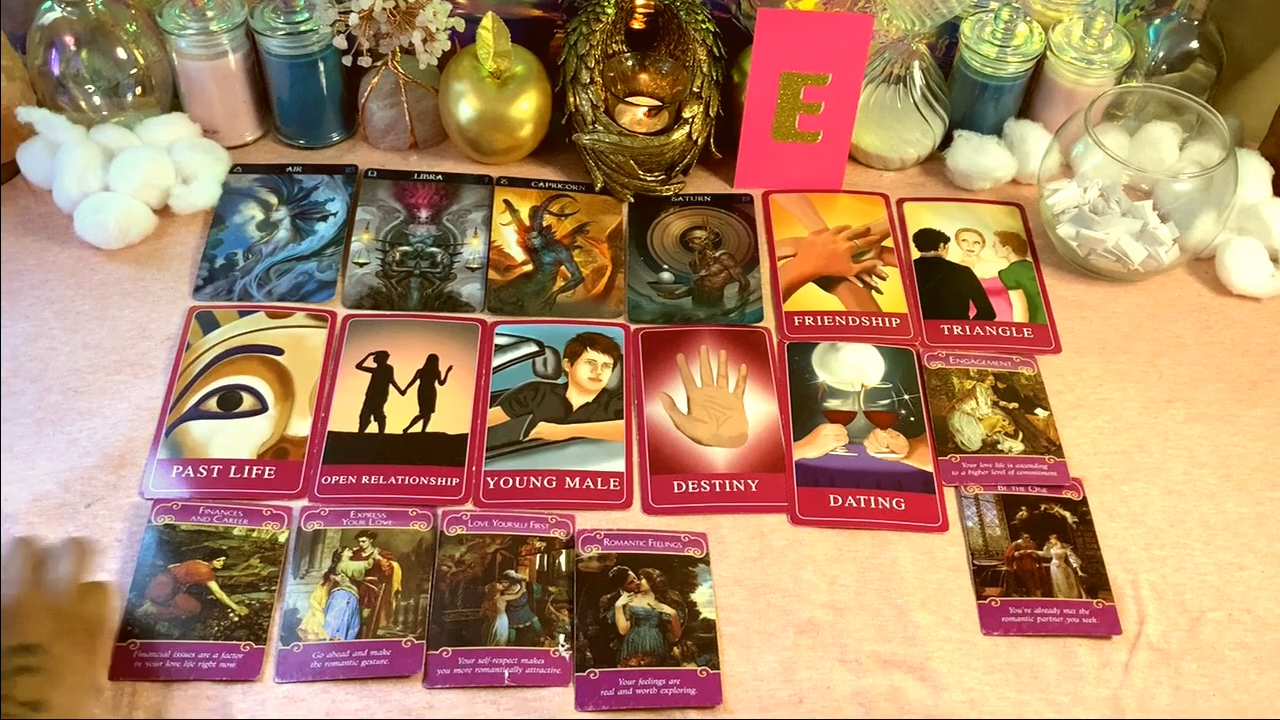 E
AIR
LIBRA
CAPRICORN
SATURN
FRIENDSHIP
TRIANGLE
PAST LIFE
OPEN RELATIONSHIP
YOUNG MALE
DESTINY
DATING
ENGAGEMENT
Your love life is ascending
to a higher level of commitment.
BE THE ONE
You've already met the
romantic partner you seek.
FINANCES
AND CAREER
Financial issues are a factor
in your love life right now.
EXPRESS
YOUR LOVE
Go ahead and make
the romantic gesture.
LOVE YOURSELF FIRST
Your self-respect makes
you more romantically attractive.
ROMANTIC FEELINGS
Your feelings are
real and worth exploring.